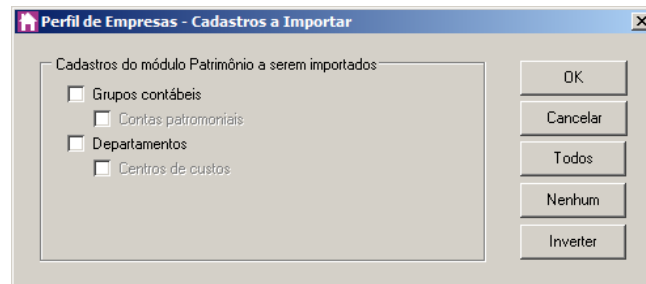 Perfil de Empresas - Cadastros a Importar
Cadastros do módulo Patrimônio a serem importados
Grupos contábeis
Contas patromoniais
Departamentos
Centros de custos
OK
Cancelar
Todos
Nenhum
Inverter